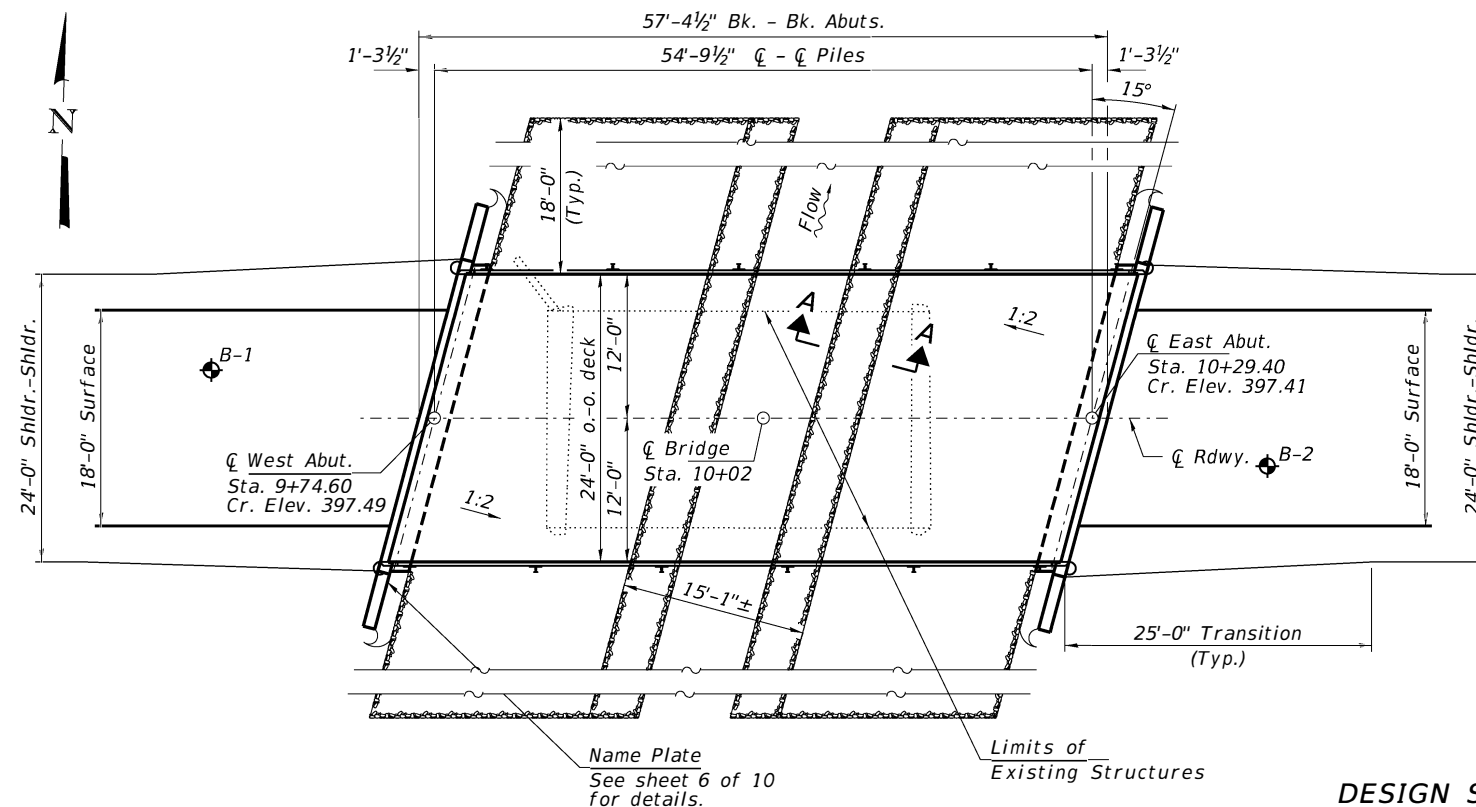 57'-4½" Bk. - Bk. Abuts.
1'-3½"
54'-9½" ℄ - ℄ Piles
1'-3½"
15°
N
18'-0"
(Typ.)
Flow
A
A
1:2
24'-0" Shldr.-Shldr.
18'-0" Surface
B-1
24'-0" o.-o. deck
12'-0"
12'-0"
℄ East Abut.
Sta. 10+29.40
Cr. Elev. 397.41
℄ West Abut.
Sta. 9+74.60
Cr. Elev. 397.49
℄ Bridge
Sta. 10+02
℄ Rdwy.
B-2
18'-0" Surface
24'-0" Shldr.-Shldr.
1:2
15'-1"±
25'-0" Transition
(Typ.)
Name Plate
See sheet 6 of 10
for details.
Limits of
Existing Structures
DESIGN S